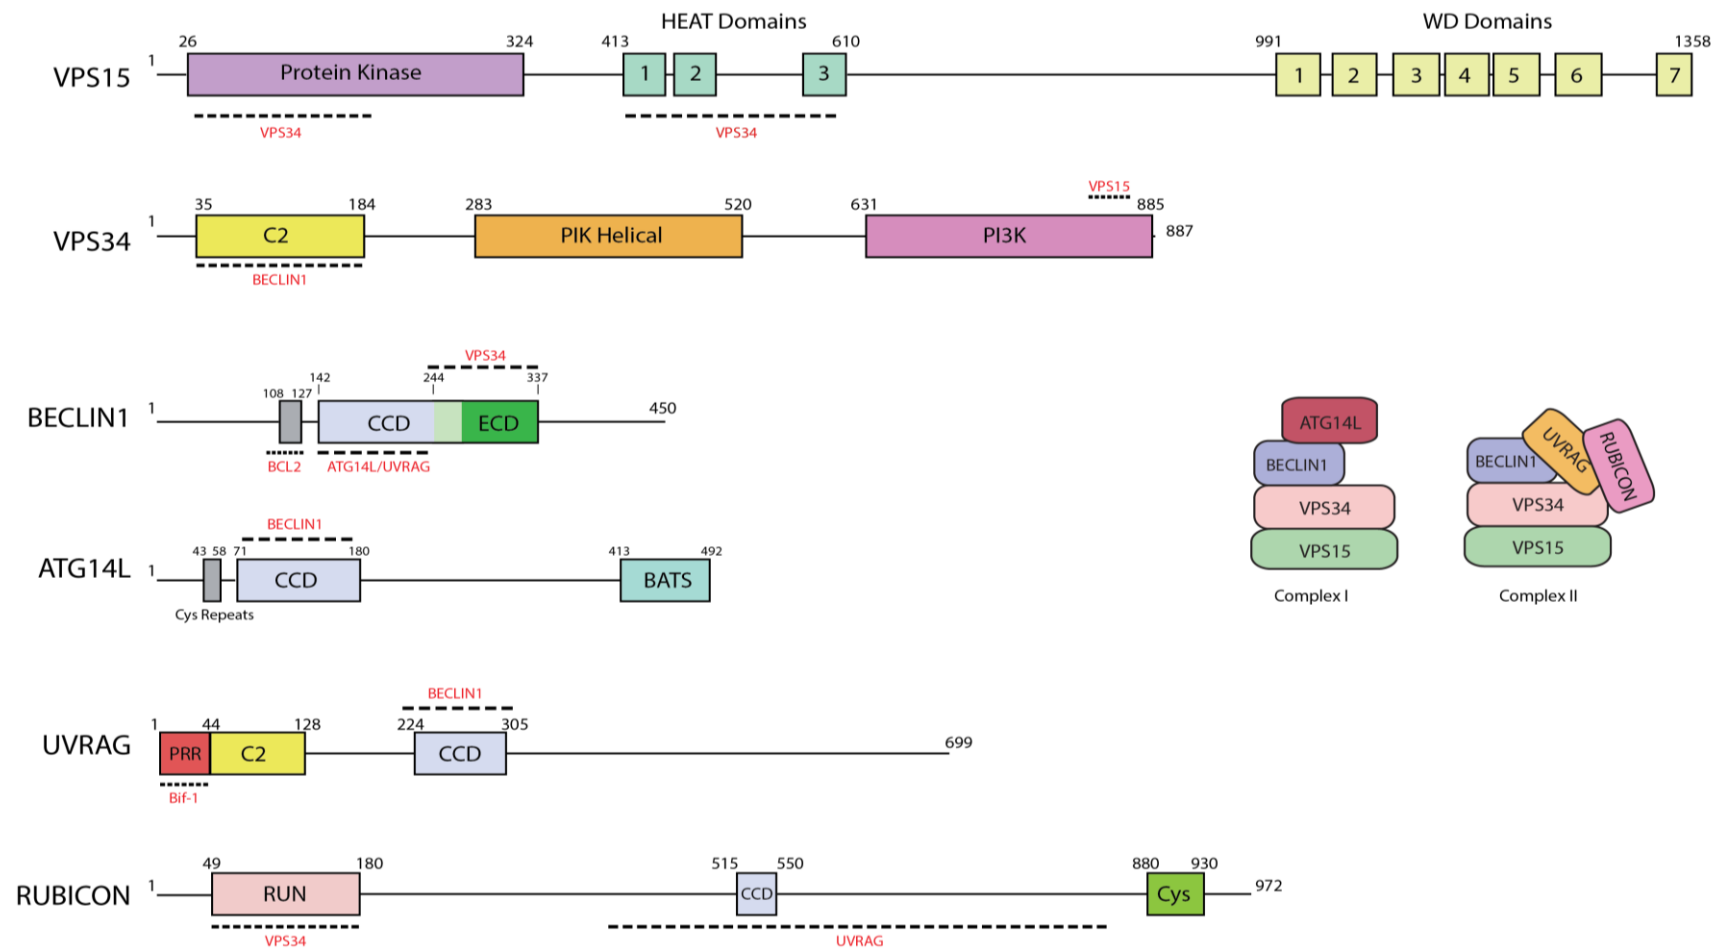 HEAT Domains
WD Domains
26
324
413
610
991
1358
VPS15
1
Protein Kinase
1
2
3
1
2
3
4
5
6
7
VPS34
VPS34
VPS15
35
184
283
520
631
885
VPS34
1
C2
PIK Helical
PI3K
887
BECLIN1
VPS34
142
244
337
108
127
BECLIN1
1
CCD
ECD
450
BCL2
ATG14L/UVRAG
BECLIN1
43
58
71
180
413
492
ATG14L
1
CCD
BATS
Cys Repeats
ATG14L
BECLIN1
VPS34
VPS15
Complex I
UVRAG
RUBICON
BECLIN1
VPS34
VPS15
Complex II
BECLIN1
1
44
128
224
305
UVRAG
PRR
C2
CCD
699
Bif-1
49
180
515
550
880
930
RUBICON
1
RUN
CCD
Cys
972
VPS34
UVRAG